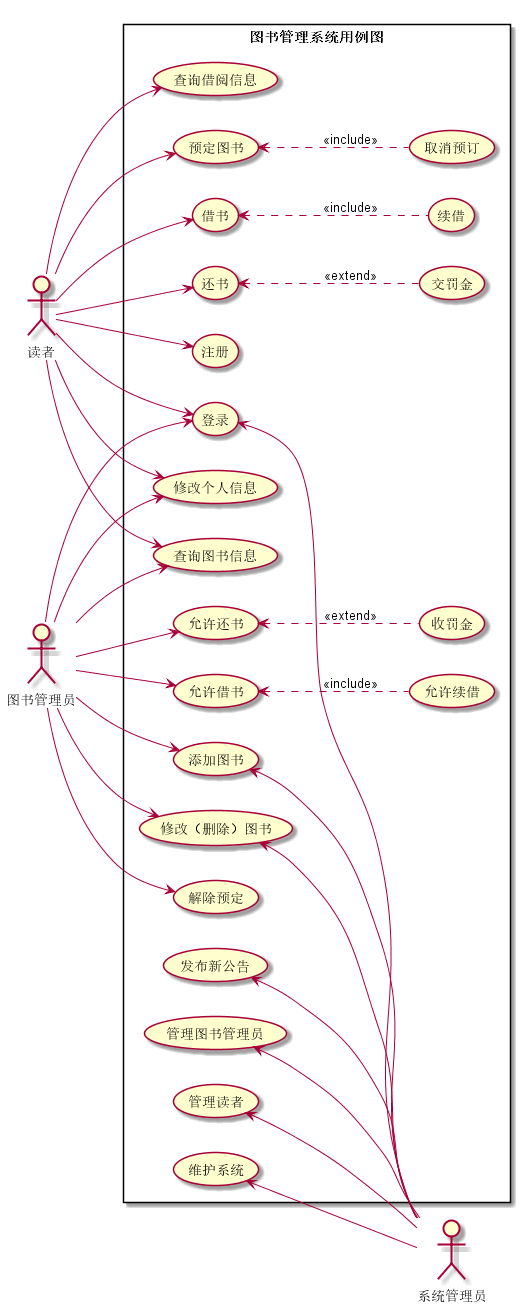 图书管理系统用例图
查询借阅信息
预定图书
«include»
取消预订
借书
«include»
续借
还书
«extend»
交罚金
读者
注册
登录
修改个人信息
查询图书信息
允许还书
«extend»
收罚金
图书管理员
允许借书
«include»
允许续借
添加图书
修改（删除）图书
解除预定
发布新公告
管理图书管理员
管理读者
维护系统
系统管理员